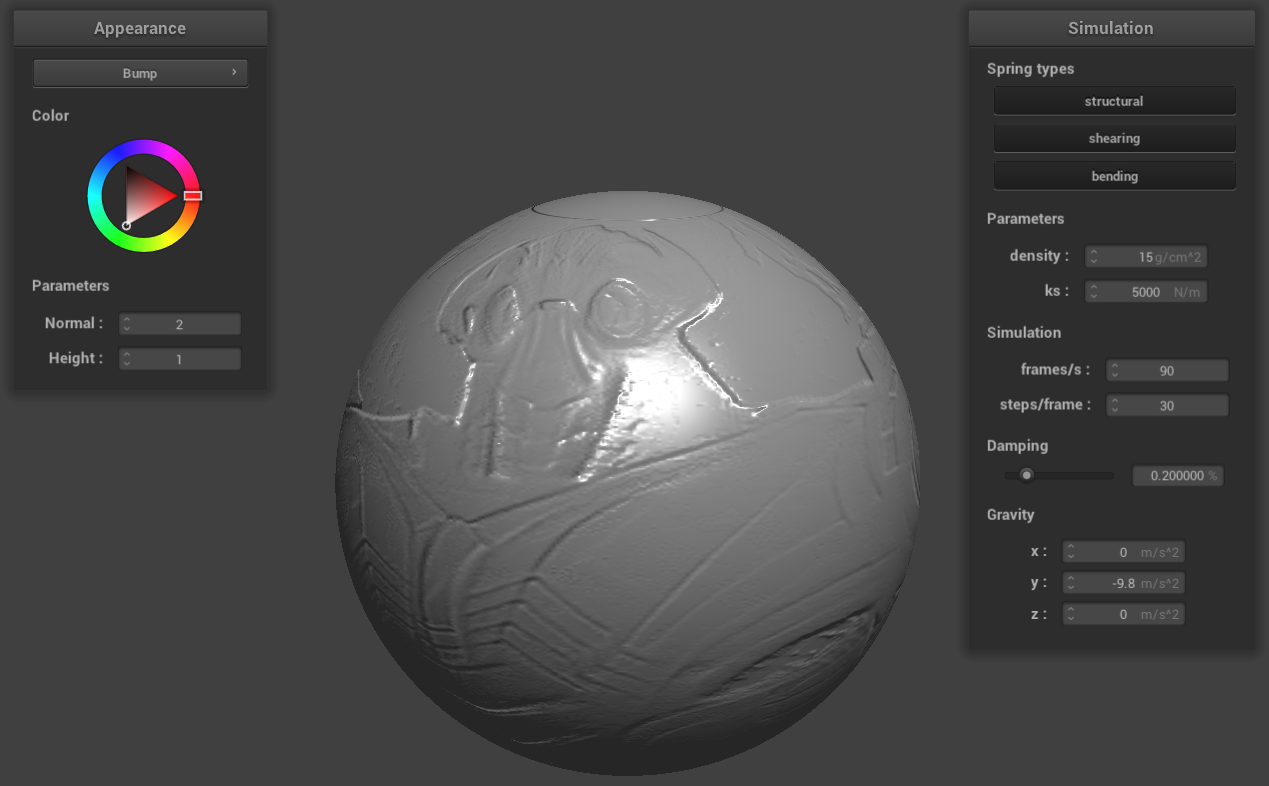 Appearance
Bump
Color
Parameters
Normal : 2
Height : 1
Simulation
Spring types
structural
shearing
bending
Parameters
density : 15 g/cm^2
ks : 5000 N/m
Simulation
frames/s : 90
steps/frame : 30
Damping
0.200000 %
Gravity
x : 0 m/s^2
y : -9.8 m/s^2
z : 0 m/s^2